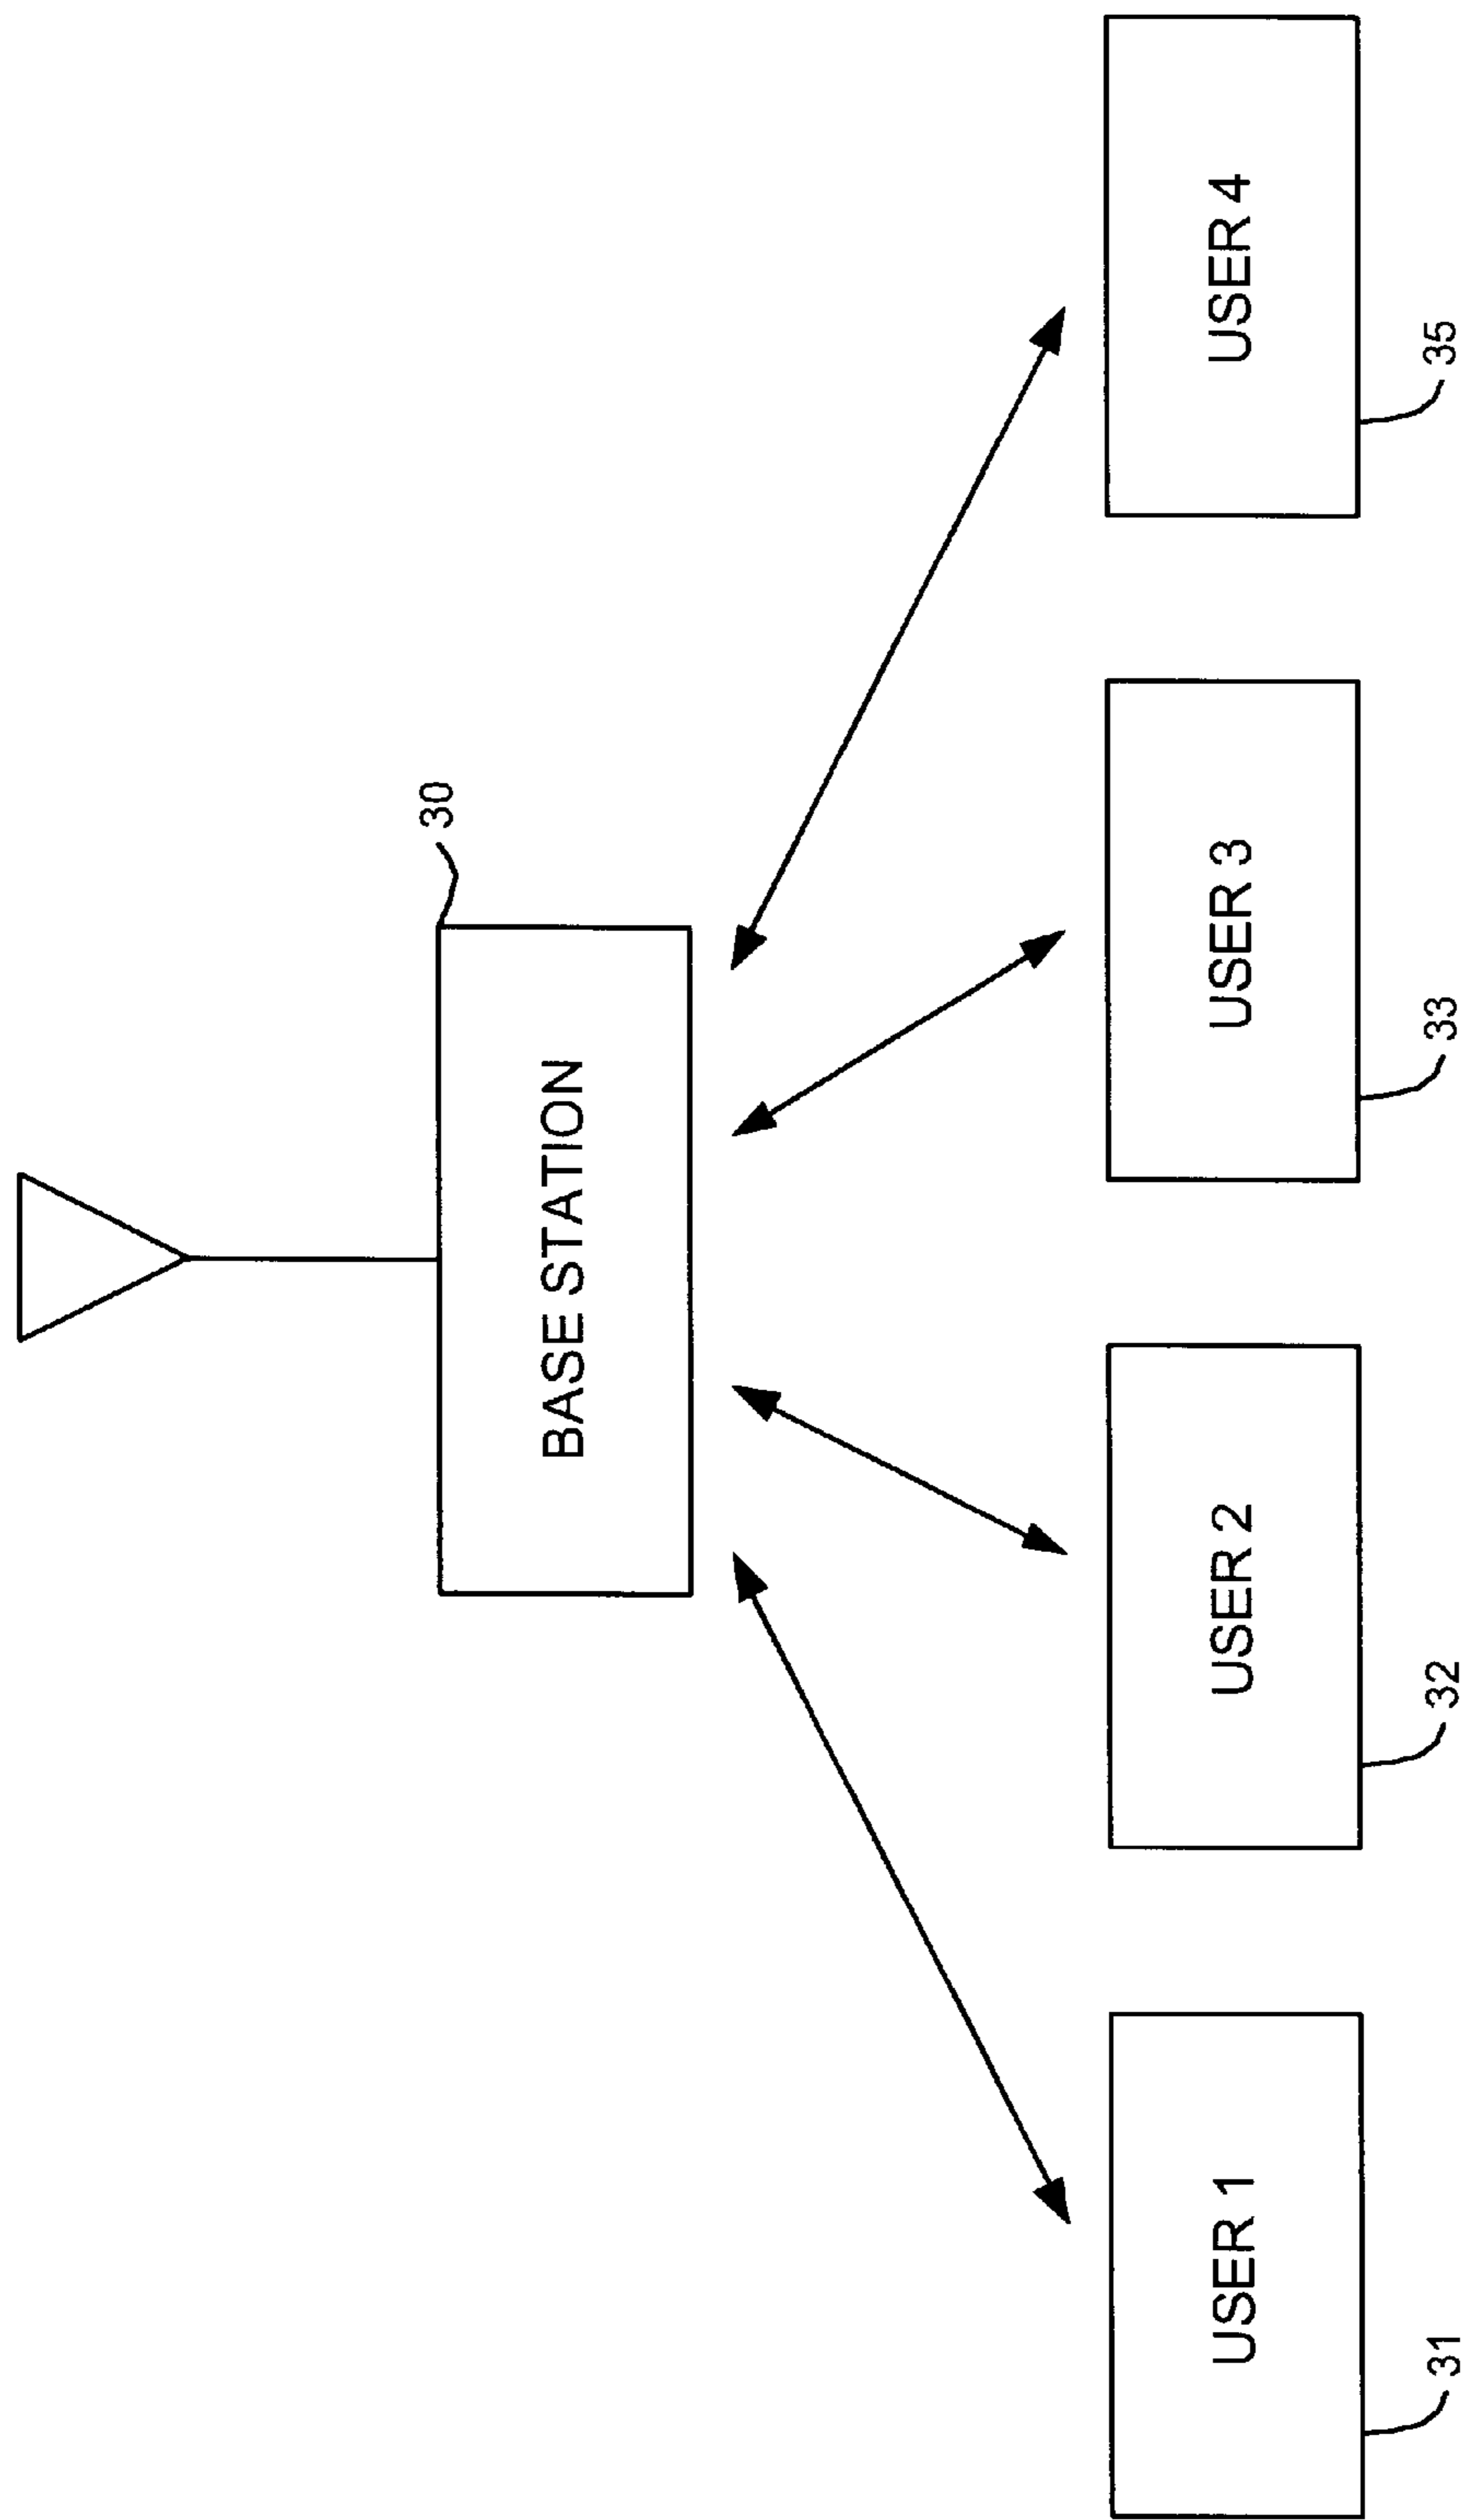 30
BASE STATION
USER 1
USER 2
USER 3
USER 4
31
32
33
35